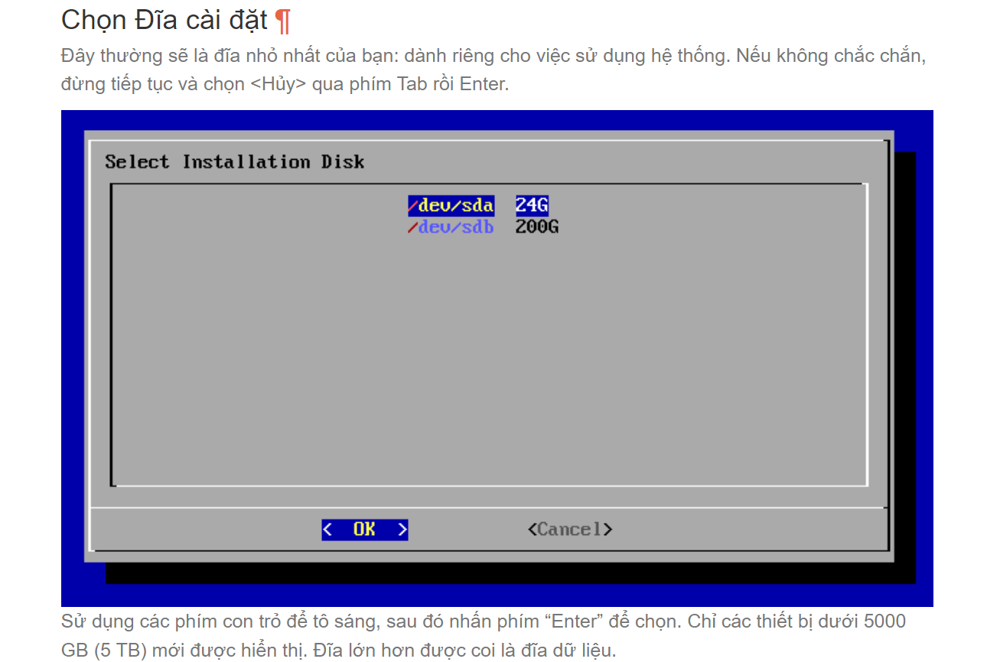 Chọn Đĩa cài đặt ¶
Đây thường sẽ là đĩa nhỏ nhất của bạn: dành riêng cho việc sử dụng hệ thống. Nếu không chắc chắn,
đừng tiếp tục và chọn <Hủy> qua phím Tab rồi Enter.
Select Installation Disk
/dev/sda 24G
/dev/sdb 200G
< OK > <Cancel>
Sử dụng các phím con trỏ để tô sáng, sau đó nhấn phím “Enter” để chọn. Chỉ các thiết bị dưới 5000
GB (5 TB) mới được hiển thị. Đĩa lớn hơn được coi là đĩa dữ liệu.